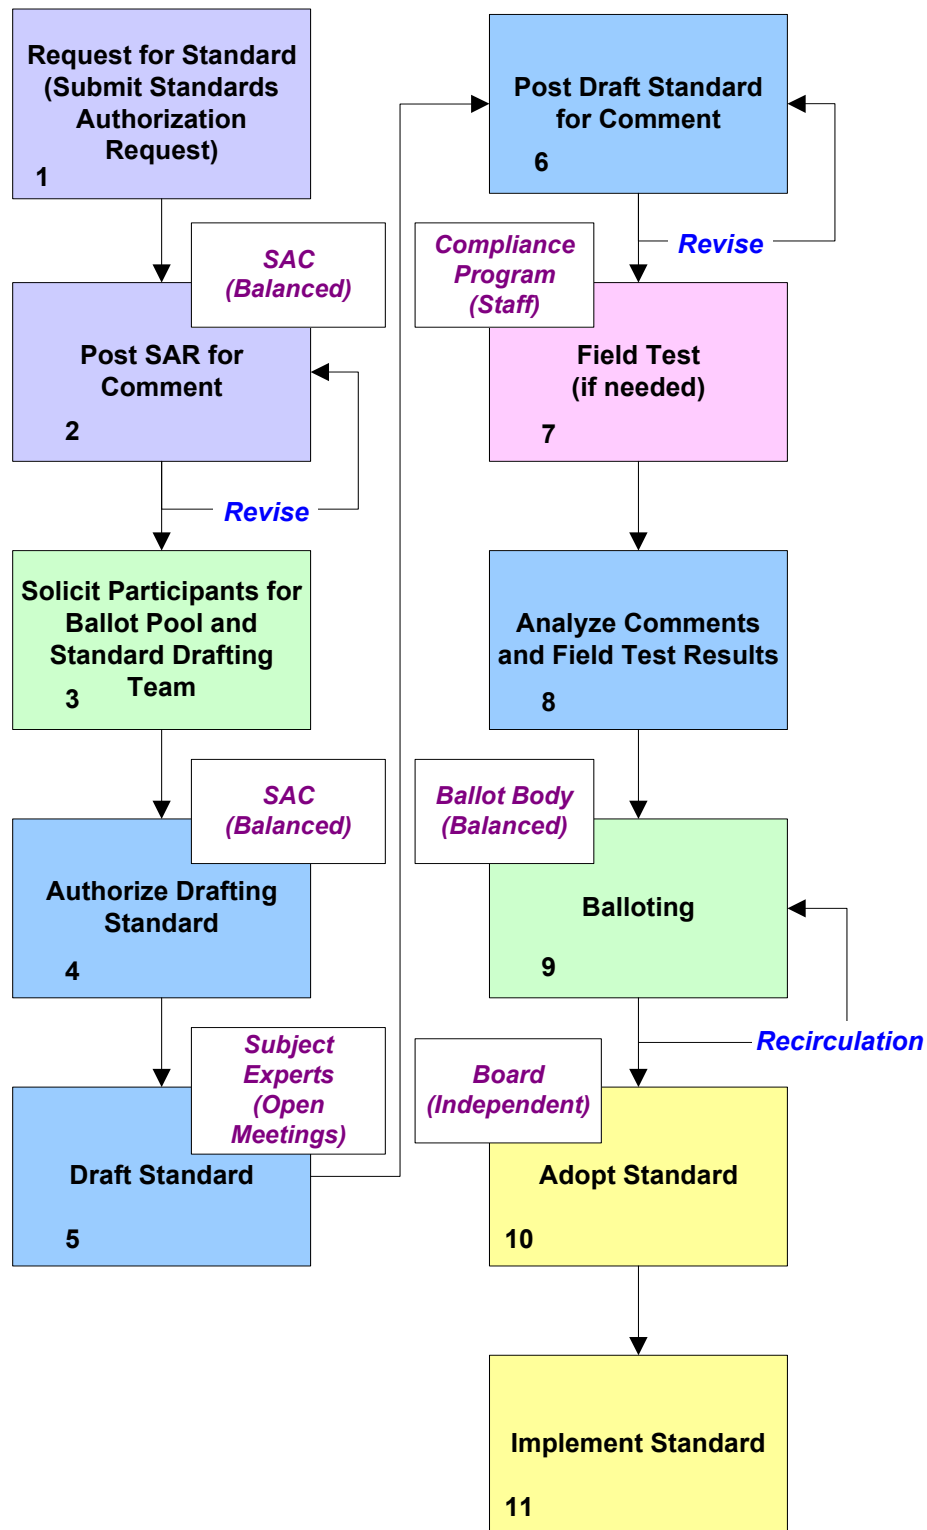 Request for Standard
(Submit Standards
Authorization
Request)
1
SAC
(Balanced)
Post SAR for
Comment
2
Revise
Solicit Participants for
Ballot Pool and
Standard Drafting
Team
3
SAC
(Balanced)
Authorize Drafting
Standard
4
Subject
Experts
(Open
Meetings)
Draft Standard
5
Post Draft Standard
for Comment
6
Revise
Compliance
Program
(Staff)
Field Test
(if needed)
7
Analyze Comments
and Field Test Results
8
Ballot Body
(Balanced)
Balloting
9
Recirculation
Board
(Independent)
Adopt Standard
10
Implement Standard
11